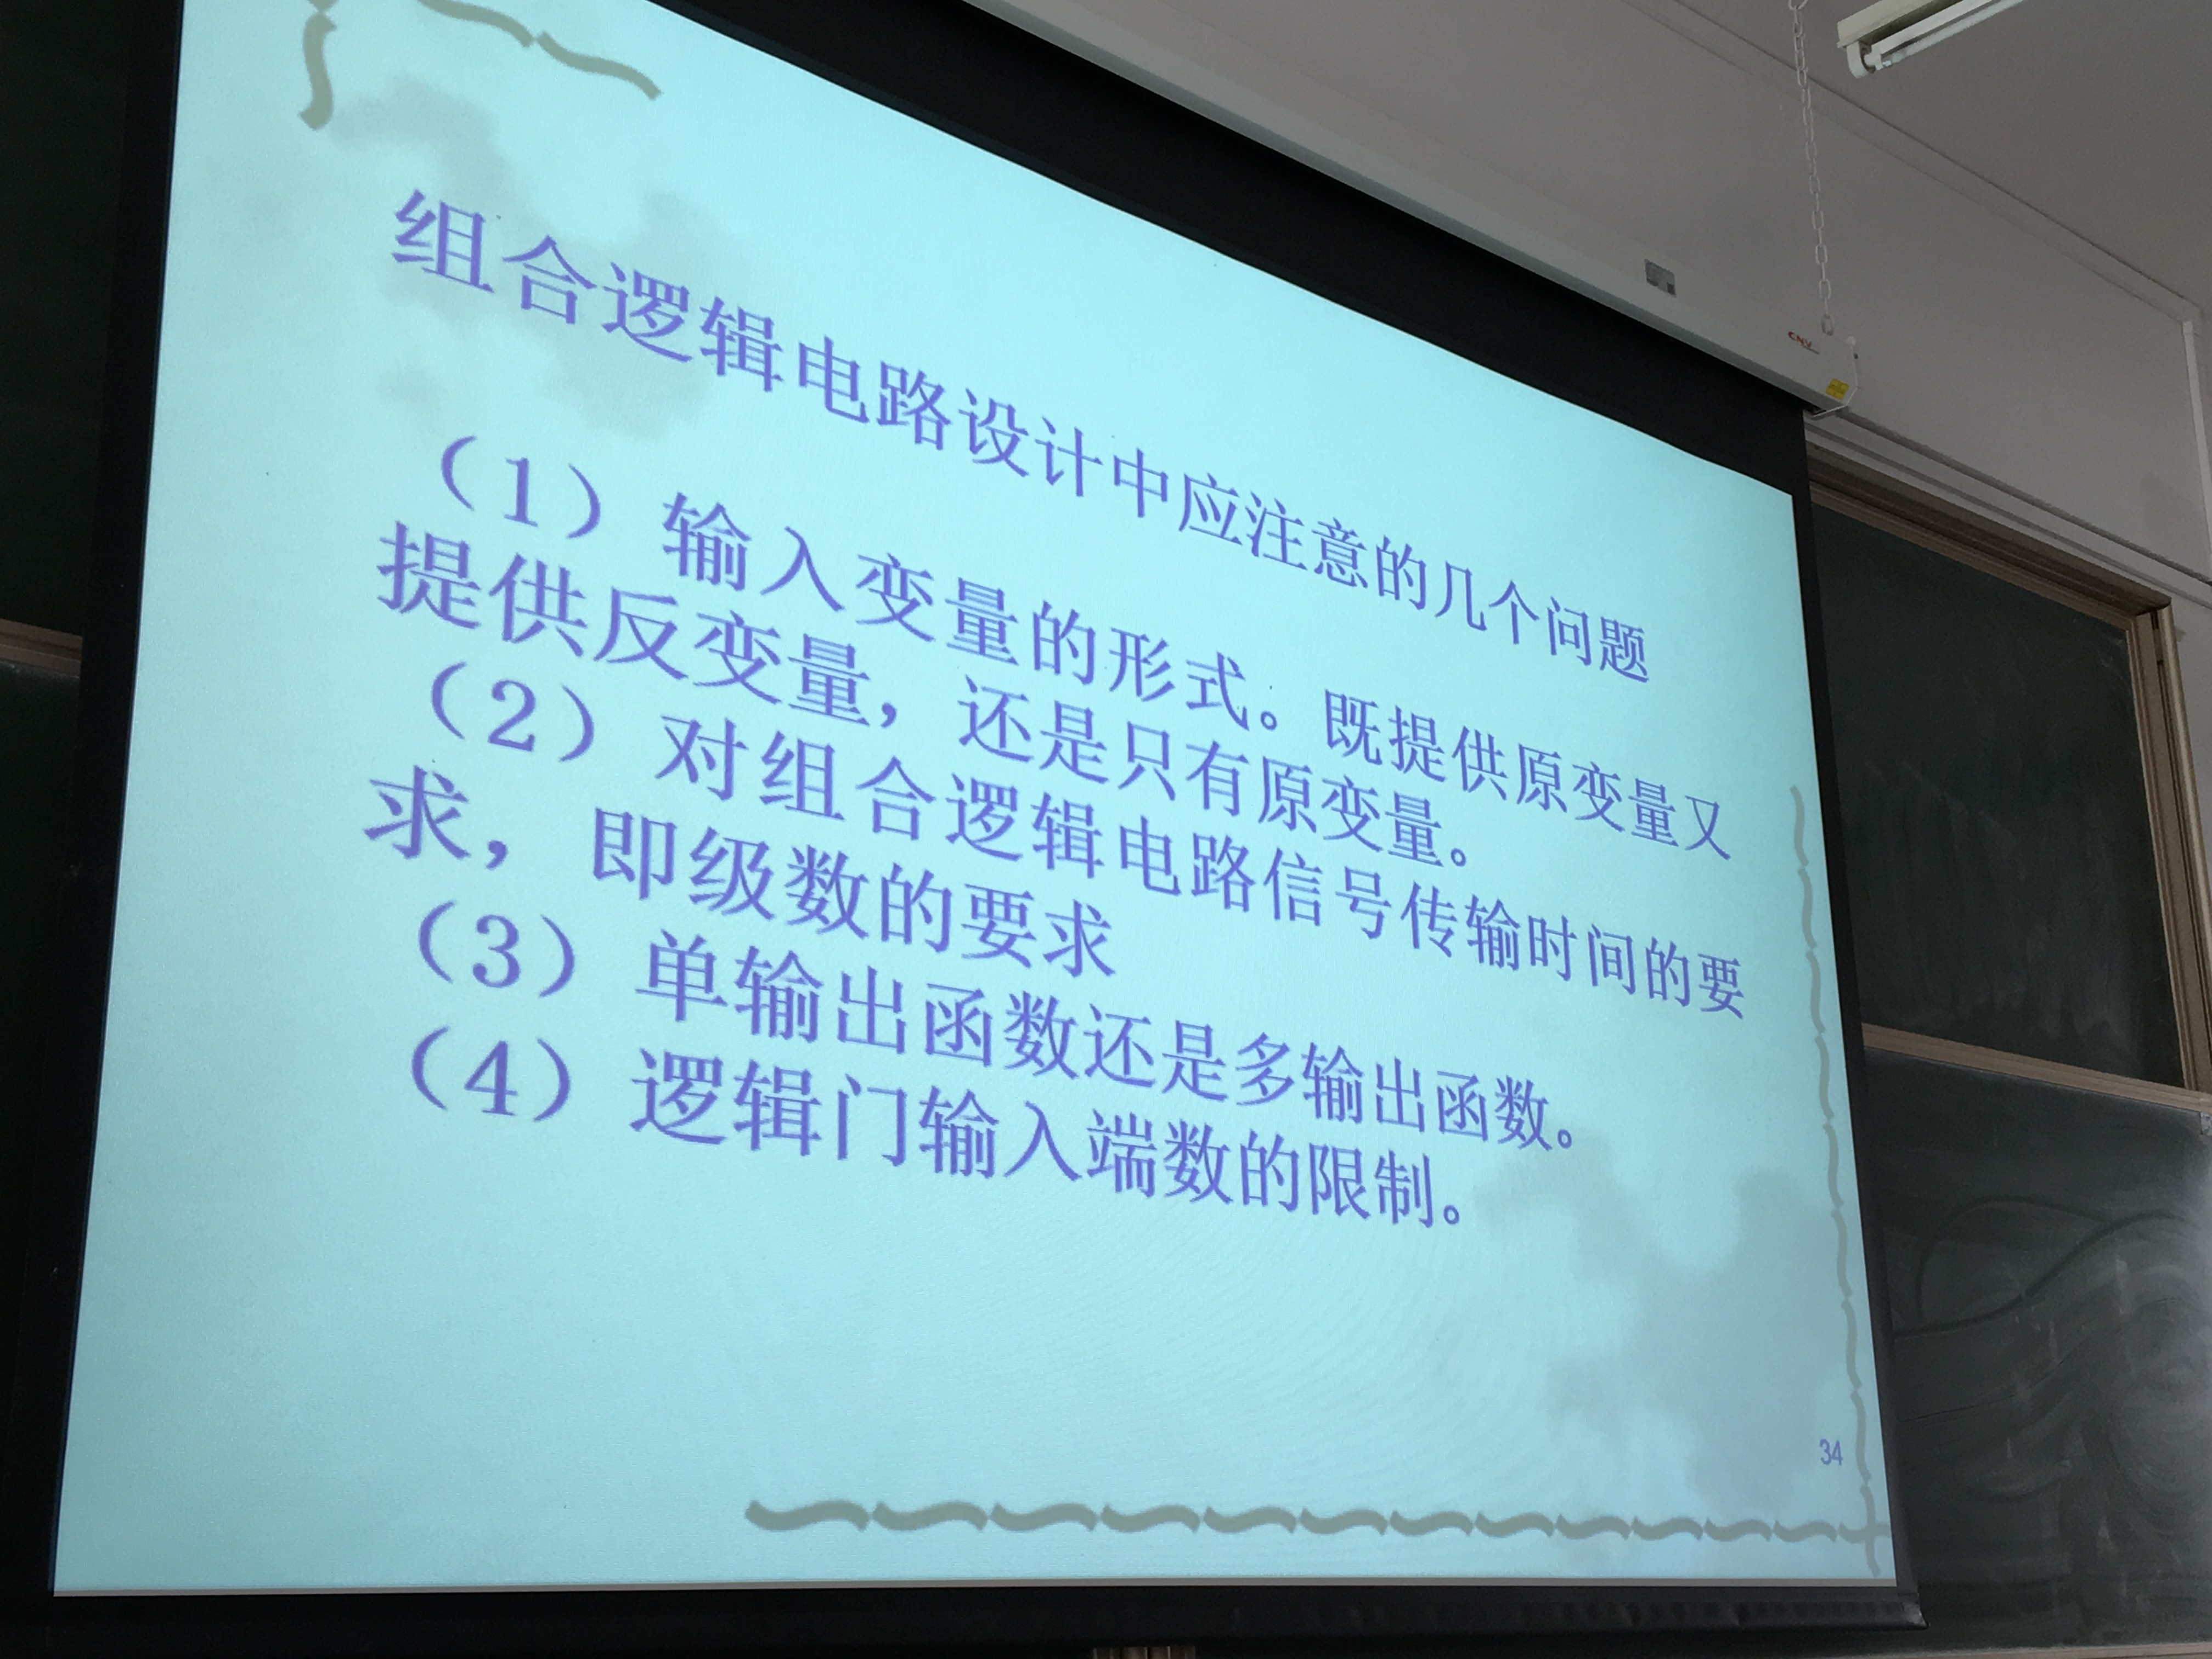 组合逻辑电路设计中应注意的几个问题
（1）输入变量的形式。既提供原变量又
提供反变量，还是只有原变量。
（2）对组合逻辑电路信号传输时间的要
求，即级数的要求
（3）单输出函数还是多输出函数。
（4）逻辑门输入端数的限制。
34
CNV